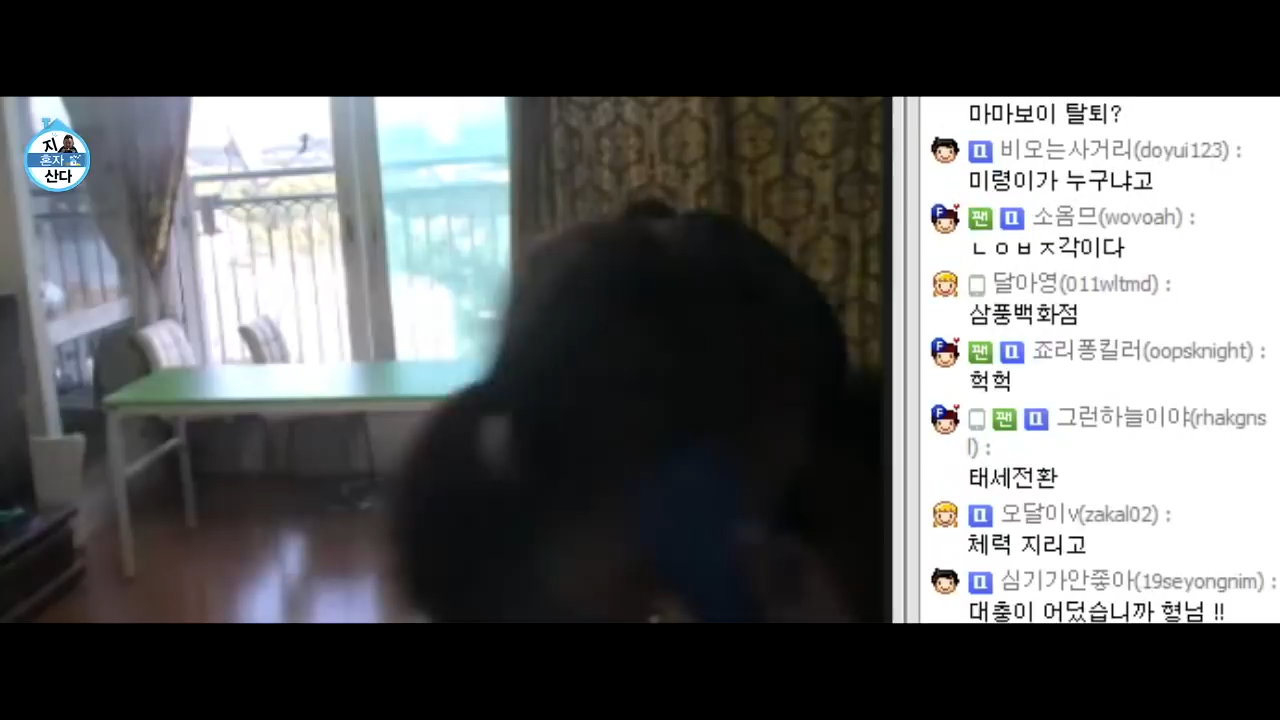 지
혼자
산다
마마보이 탈퇴?
비오는사거리(doyui123) :
미령이가 누구냐고
팬 소옴므(wovoah) :
ㄴㅇㅂㅈ각이다
달아영(011wltmd) :
삼풍백화점
팬 죠리퐁킬러(oopsknight) :
헉헉
팬 그런하늘이야(rhakgns
l) :
태세전환
오달이v(zakal02) :
체력 지리고
심기가안좋아(19seyongnim) :
대충이 어딨습니까 형님 !!